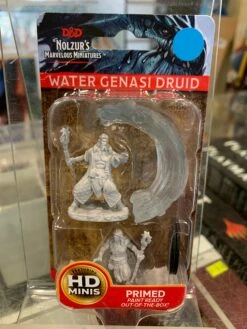 D&D
NOLZUR'S
MARVELOUS MINIATURES
WATER GENASI DRUID
HD
MINIS
PRIMED
PAINT READY
OUT-OF-THE-BOX!